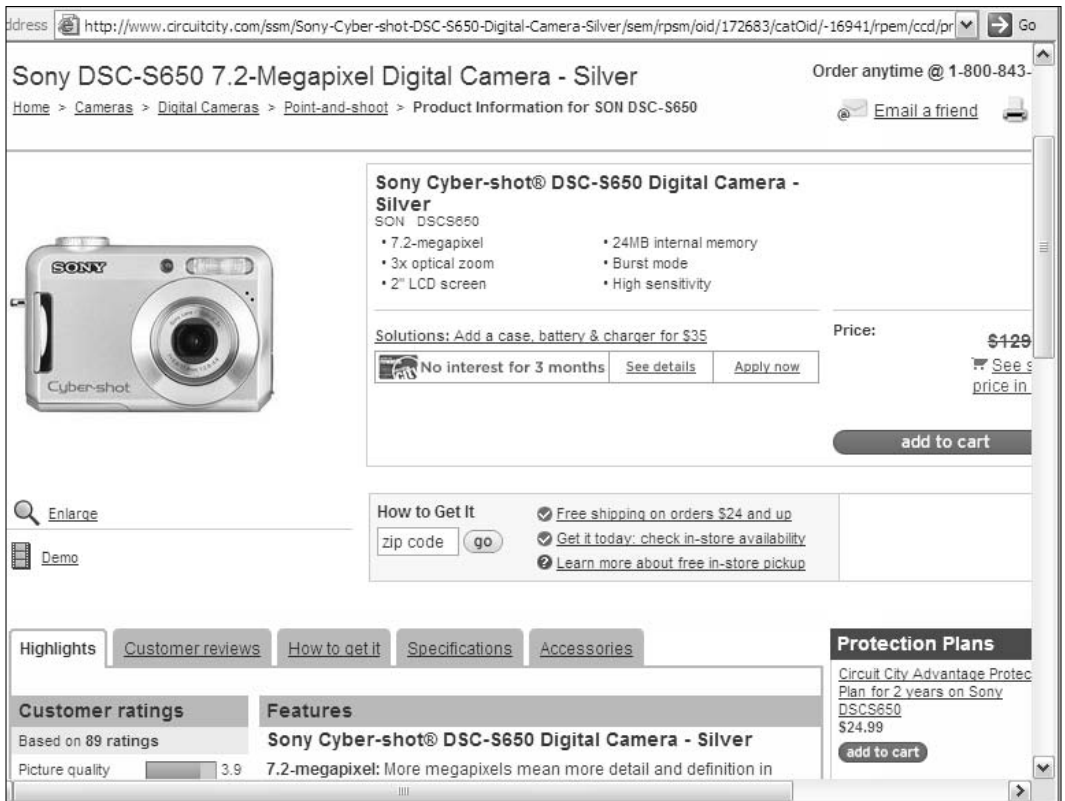 ddress http://www.circuitcity.com/ssm/Sony-Cyber-shot-DSC-S650-Digital-Camera-Silver/sem/rpsm/oid/172683/catOid/-16941/rpem/ccd/pr Go
Sony DSC-S650 7.2-Megapixel Digital Camera - Silver
Order anytime @ 1-800-843-
Home > Cameras > Digital Cameras > Point-and-shoot > Product Information for SON DSC-S650
Email a friend
Sony Cyber-shot® DSC-S650 Digital Camera -
Silver
SON DSCS650
• 7.2-megapixel
• 3x optical zoom
• 2" LCD screen
• 24MB internal memory
• Burst mode
• High sensitivity
SONY
Cyber-shot
Solutions: Add a case, battery & charger for $35
No interest for 3 months See details Apply now
Price:
$129
See s
price in
add to cart
Enlarge
Demo
How to Get It
zip code go
Free shipping on orders $24 and up
Get it today: check in-store availability
Learn more about free in-store pickup
Highlights Customer reviews How to get it Specifications Accessories
Customer ratings
Based on 89 ratings
Picture quality 3.9
Features
Sony Cyber-shot® DSC-S650 Digital Camera - Silver
7.2-megapixel: More megapixels mean more detail and definition in
Protection Plans
Circuit City Advantage Protec
Plan for 2 years on Sony
DSCS650
$24.99
add to cart